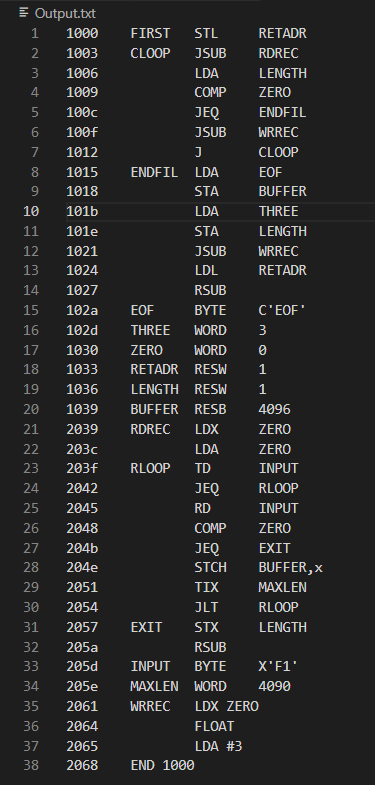 Output.txt
1 1000 FIRST STL RETADR
2 1003 CLOOP JSUB RDREC
3 1006 LDA LENGTH
4 1009 COMP ZERO
5 100c JEQ ENDFIL
6 100f JSUB WRREC
7 1012 J CLOOP
8 1015 ENDFIL LDA EOF
9 1018 STA BUFFER
10 101b LDA THREE
11 101e STA LENGTH
12 1021 JSUB WRREC
13 1024 LDL RETADR
14 1027 RSUB
15 102a EOF BYTE C'EOF'
16 102d THREE WORD 3
17 1030 ZERO WORD 0
18 1033 RETADR RESW 1
19 1036 LENGTH RESW 1
20 1039 BUFFER RESB 4096
21 2039 RDREC LDX ZERO
22 203c LDA ZERO
23 203f RLOOP TD INPUT
24 2042 JEQ RLOOP
25 2045 RD INPUT
26 2048 COMP ZERO
27 204b JEQ EXIT
28 204e STCH BUFFER,x
29 2051 TIX MAXLEN
30 2054 JLT RLOOP
31 2057 EXIT STX LENGTH
32 205a RSUB
33 205d INPUT BYTE X'F1'
34 205e MAXLEN WORD 4090
35 2061 WRREC LDX ZERO
36 2064 FLOAT
37 2065 LDA #3
38 2068 END 1000